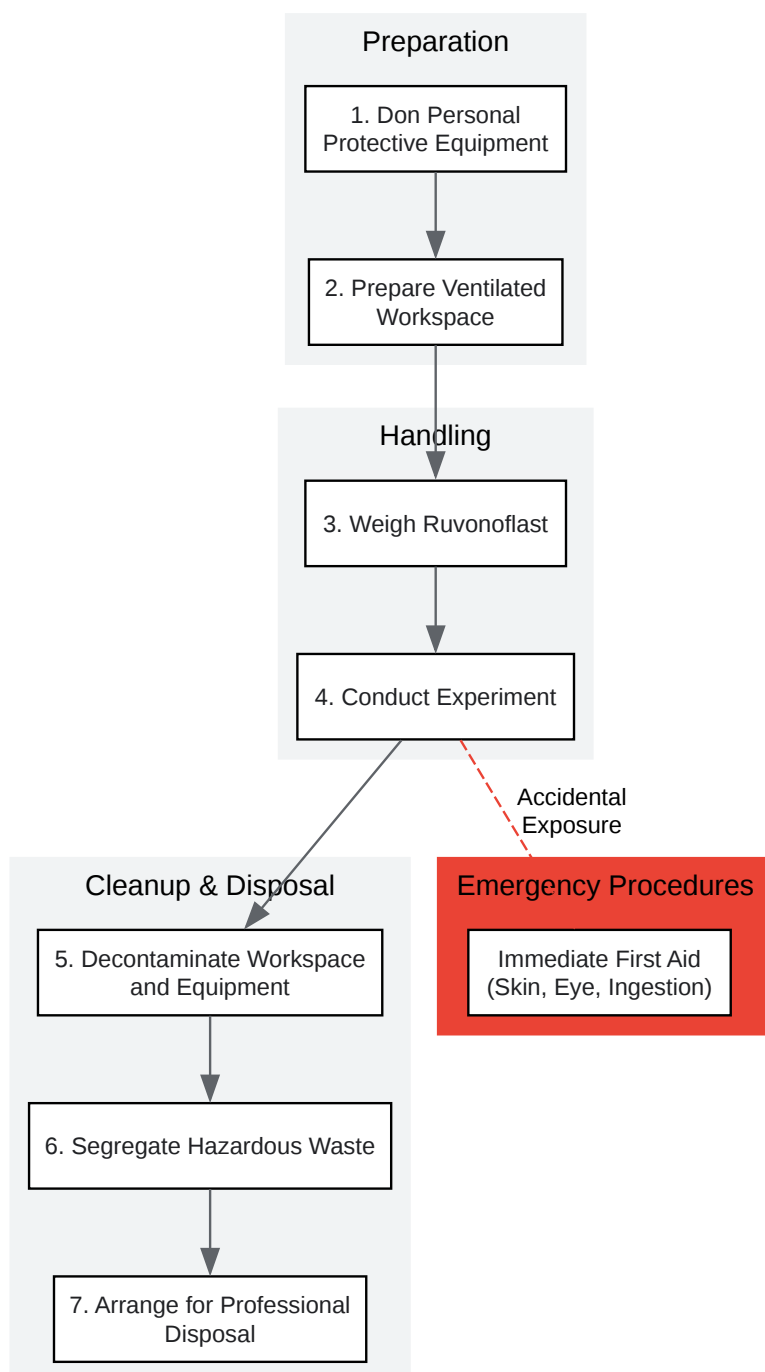 Preparation
1. Don Personal
Protective Equipment
2. Prepare Ventilated
Workspace
Handling
3. Weigh Ruvonoflast
4. Conduct Experiment
Accidental
Exposure
Cleanup & Disposal
5. Decontaminate Workspace
and Equipment
6. Segregate Hazardous Waste
7. Arrange for Professional
Disposal
Emergency Procedures
Immediate First Aid
(Skin, Eye, Ingestion)